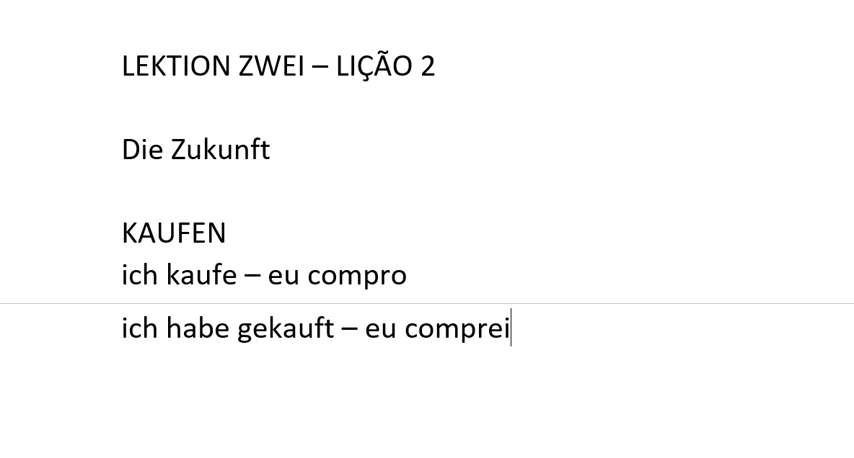 LEKTION ZWEI – LIÇÃO 2
Die Zukunft
KAUFEN
ich kaufe – eu compro
ich habe gekauft – eu comprei